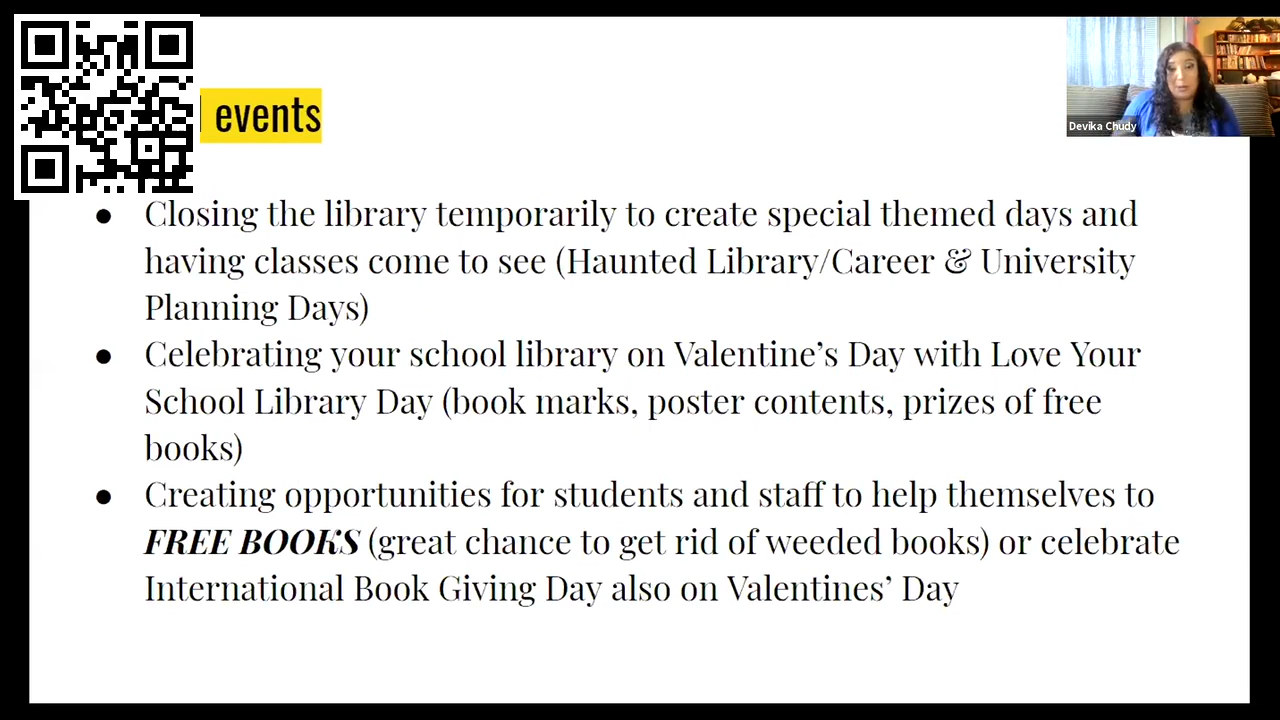 events
Devika Chudy
● Closing the library temporarily to create special themed days and
having classes come to see (Haunted Library/Career & University
Planning Days)
● Celebrating your school library on Valentine’s Day with Love Your
School Library Day (book marks, poster contents, prizes of free
books)
● Creating opportunities for students and staff to help themselves to
FREE BOOKS (great chance to get rid of weeded books) or celebrate
International Book Giving Day also on Valentines’ Day